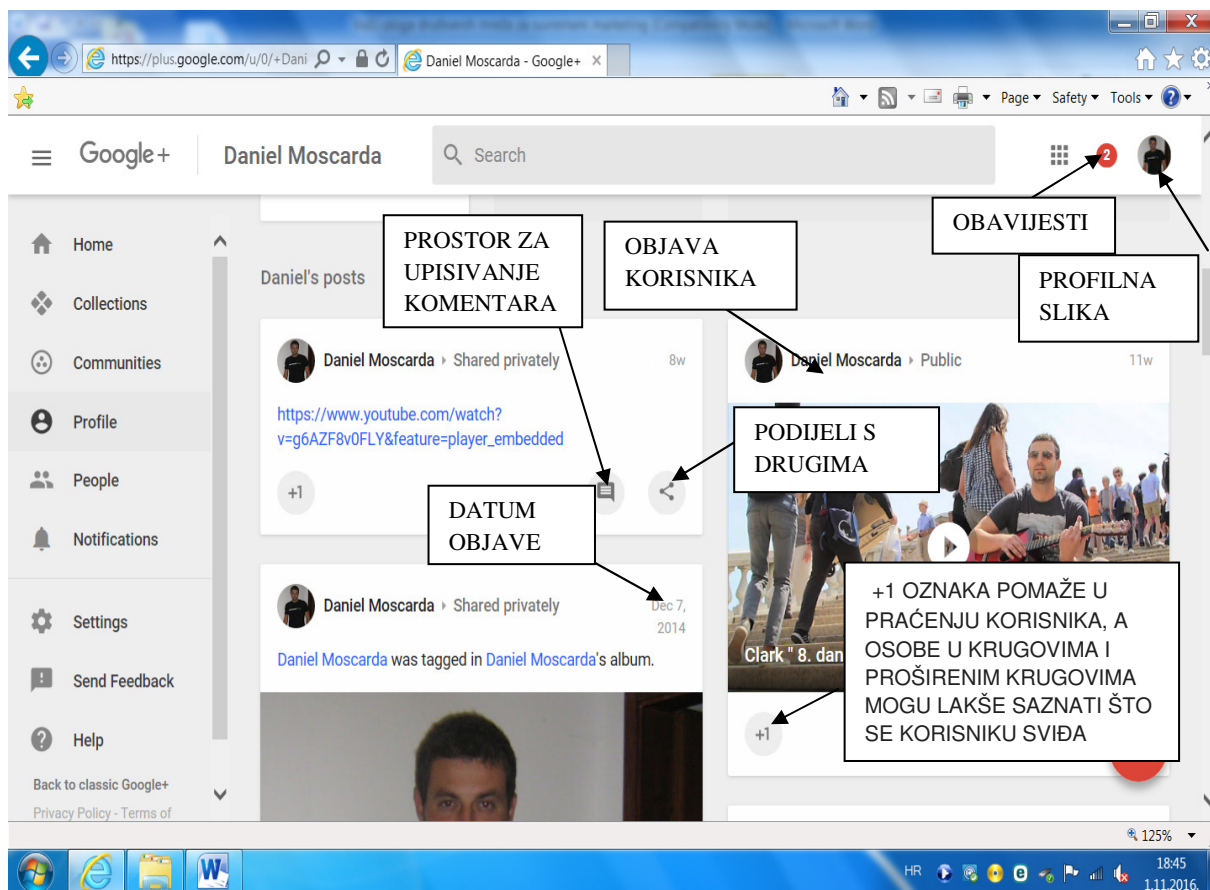 https://plus.google.com/u/0/+Dani
Daniel Moscarda - Google+
Page
Safety
Tools
Google+
Daniel Moscarda
Search
2
OBAVIJESTI
PROFILNA
SLIKA
PROSTOR ZA
UPISIVANJE
KOMENTARA
OBJAVA
KORISNIKA
Home
Collections
Communities
Profile
People
Notifications
Settings
Send Feedback
Help
Back to classic Google+
Privacy Policy - Terms of
Daniel's posts
Daniel Moscarda Shared privately 8w
https://www.youtube.com/watch?
v=g6AZF8v0FLY&feature=player_embedded
+1
DATUM
OBJAVE
Daniel Moscarda Shared privately Dec 7,
2014
Daniel Moscarda was tagged in Daniel Moscarda's album.
Daniel Moscarda Public 11w
PODIJELI S
DRUGIMA
Clark " 8. dan
+1
+1 OZNAKA POMAŽE U
PRAĆENJU KORISNIKA, A
OSOBE U KRUGOVIMA I
PROŠIRENIM KRUGOVIMA
MOGU LAKŠE SAZNATI ŠTO
SE KORISNIKU SVIĐA
125%
HR
18:45
1.11.2016.